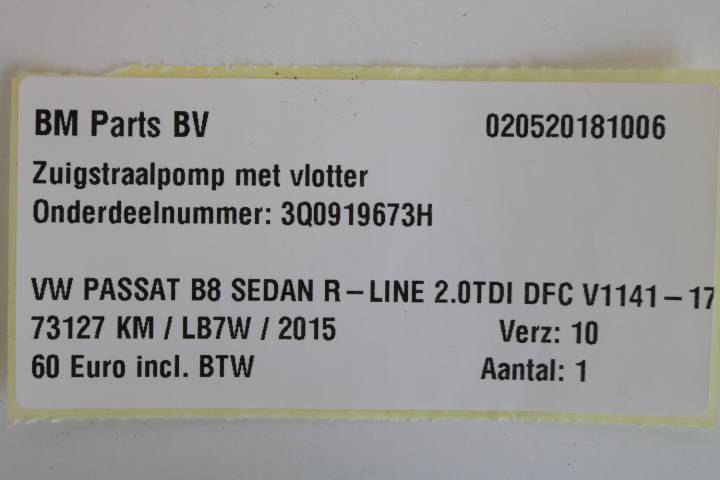 BM Parts BV 020520181006
Zuigstraalpomp met vlotter
Onderdeelnummer: 3Q0919673H
VW PASSAT B8 SEDAN R-LINE 2.0TDI DFC V1141-17
73127 KM / LB7W / 2015 Verz: 10
60 Euro incl. BTW Aantal: 1